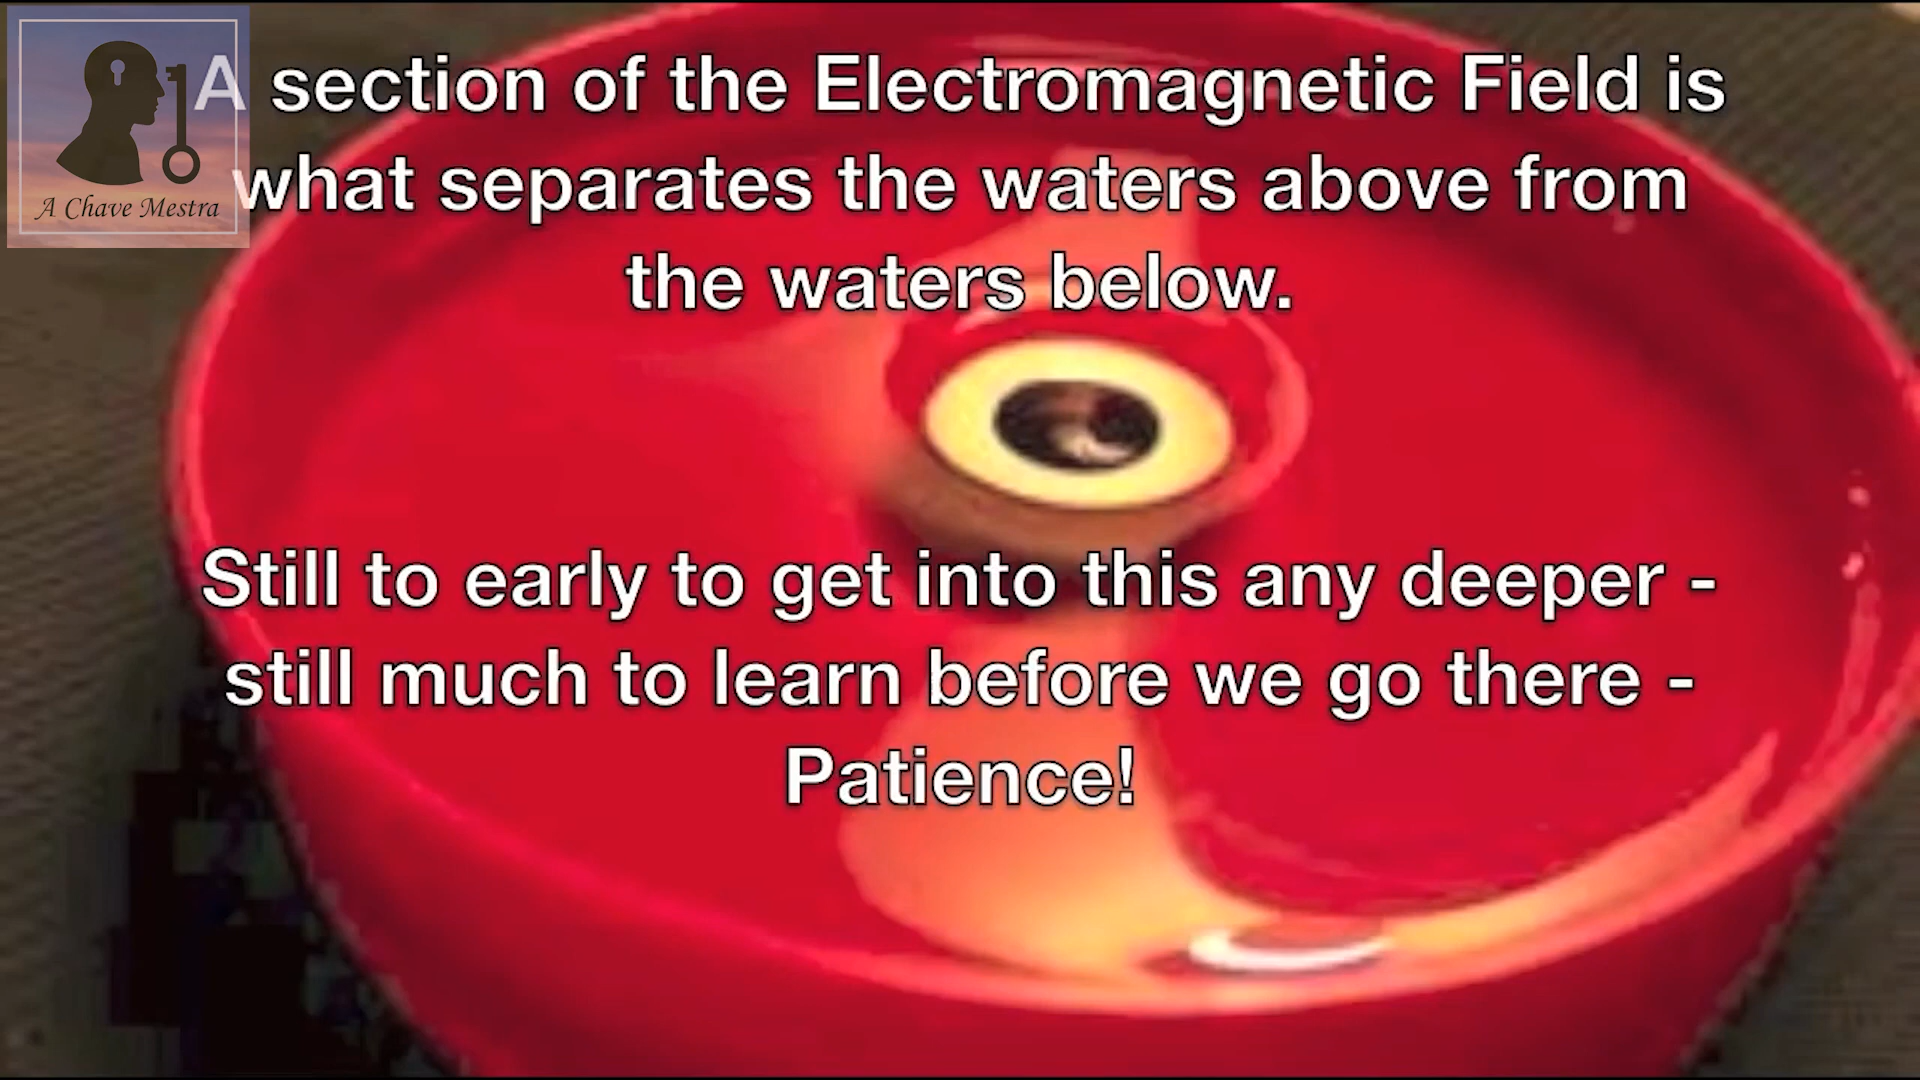 A section of the Electromagnetic Field is
what separates the waters above from
the waters below.
Still to early to get into this any deeper -
still much to learn before we go there -
Patience!
A Chave Mestra